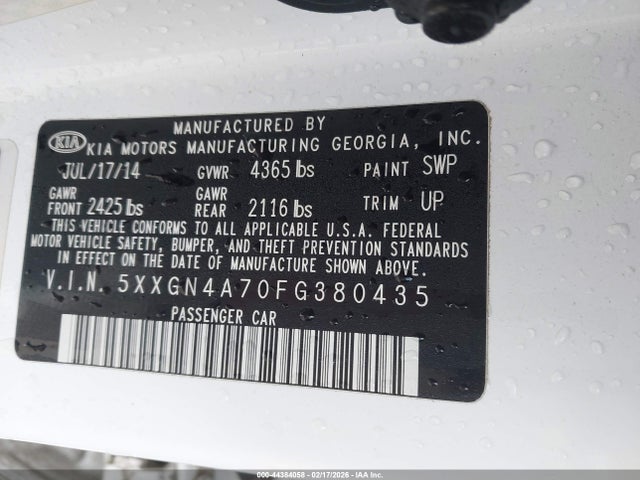 MANUFACTURED BY
KIA KIA MOTORS MANUFACTURING GEORGIA, INC.
JUL/17/14 GVWR 4365 lbs PAINT SWP
GAWR FRONT 2425 lbs GAWR REAR 2116 lbs TRIM UP
THIS VEHICLE CONFORMS TO ALL APPLICABLE U.S.A. FEDERAL
MOTOR VEHICLE SAFETY, BUMPER, AND THEFT PREVENTION STANDARDS
IN EFFECT ON THE DATE OF MANUFACTURE SHOWN ABOVE.
V.I.N. 5XXGN4A70FG380435
PASSENGER CAR
000-44384058 - 02/17/2026 - IAA Inc.